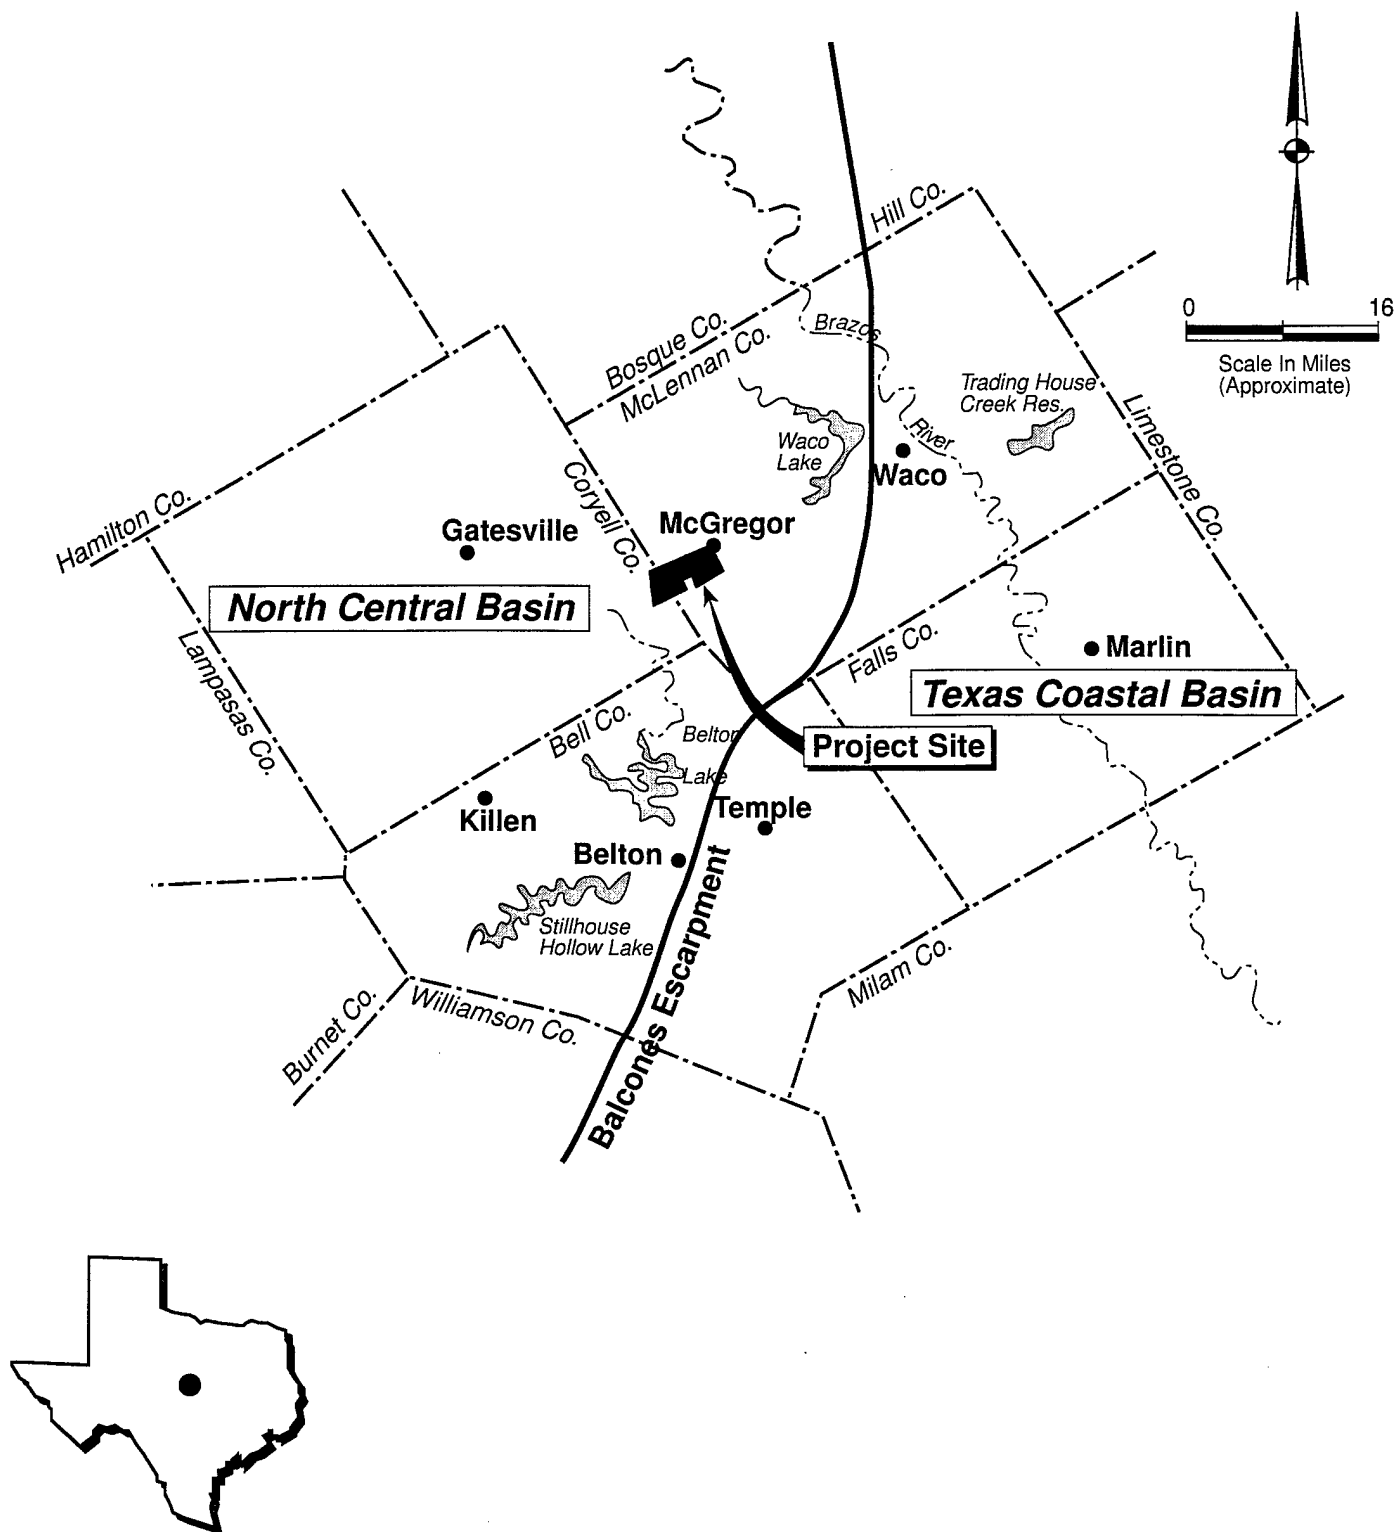 Hill Co.
0
16
Scale In Miles
(Approximate)
Brazos
Bosque Co.
McLennan Co.
Trading House
Creek Res.
Limestone Co.
River
Waco
Lake
Waco
Coryell Co.
Hamilton Co.
Gatesville
McGregor
North Central Basin
Falls Co.
Marlin
Lampasas Co.
Texas Coastal Basin
Bell Co.
Belton
Lake
Project Site
Killen
Temple
Belton
Stillhouse
Hollow Lake
Balcones Escarpment
Milam Co.
Burnet Co.
Williamson Co.